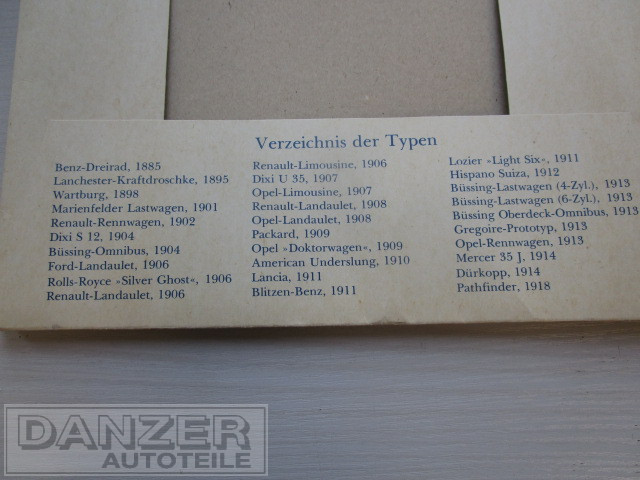 Verzeichnis der Typen
Benz-Dreirad, 1885
Lanchester-Kraftdroschke, 1895
Wartburg, 1898
Marienfelder Lastwagen, 1901
Renault-Rennwagen, 1902
Dixi S 12, 1904
Büssing-Omnibus, 1904
Ford-Landaulet, 1906
Rolls-Royce »Silver Ghost«, 1906
Renault-Landaulet, 1906
Renault-Limousine, 1906
Dixi U 35, 1907
Opel-Limousine, 1907
Renault-Landaulet, 1908
Opel-Landaulet, 1908
Packard, 1909
Opel »Doktorwagen«, 1909
American Underslung, 1910
Lancia, 1911
Blitzen-Benz, 1911
Lozier »Light Six«, 1911
Hispano Suiza, 1912
Büssing-Lastwagen (4-Zyl.), 1913
Büssing-Lastwagen (6-Zyl.), 1913
Büssing Oberdeck-Omnibus, 1913
Gregoire-Prototyp, 1913
Opel-Rennwagen, 1913
Mercer 35 J, 1914
Dürkopp, 1914
Pathfinder, 1918
DANZER
AUTOTEILE